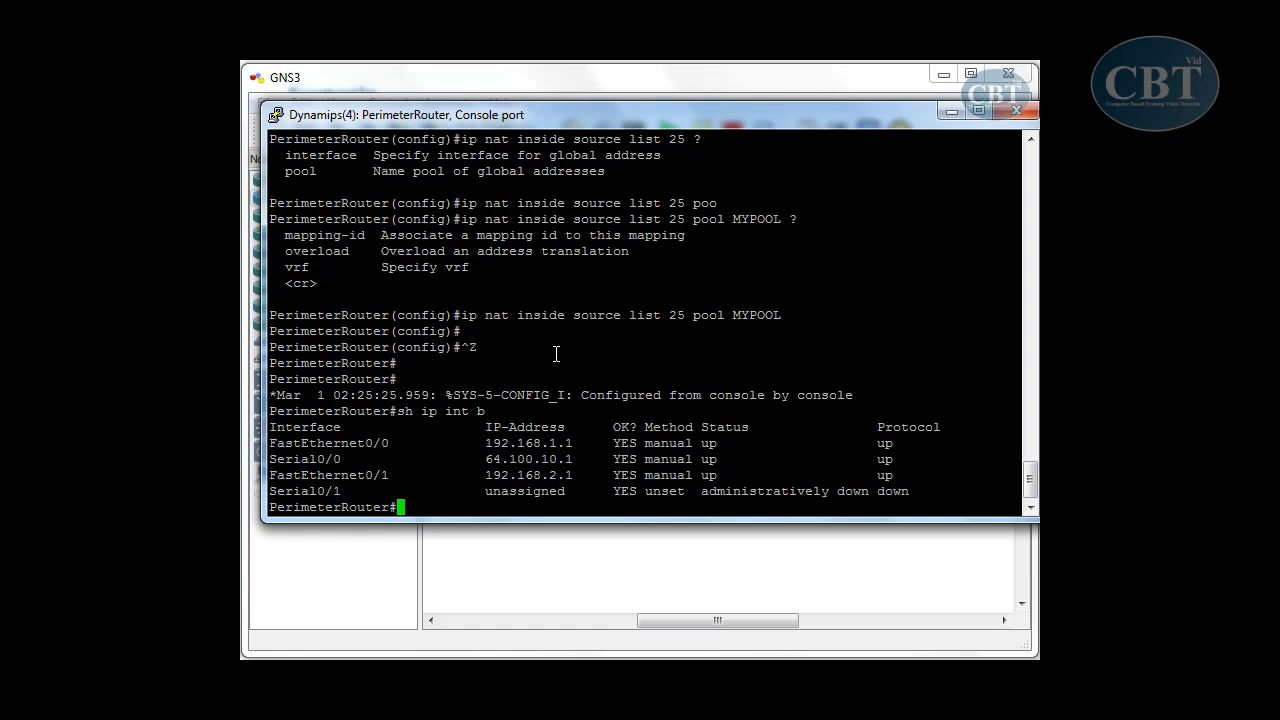 CBT Vid
Computer Based Training Video Tutorials
GNS3
CBT
Dynamips(4): PerimeterRouter, Console port
PerimeterRouter(config)#ip nat inside source list 25 ?
  interface  Specify interface for global address
  pool       Name pool of global addresses
PerimeterRouter(config)#ip nat inside source list 25 poo
PerimeterRouter(config)#ip nat inside source list 25 pool MYPOOL ?
  mapping-id  Associate a mapping id to this mapping
  overload    Overload an address translation
  vrf         Specify vrf
  <cr>
PerimeterRouter(config)#ip nat inside source list 25 pool MYPOOL
PerimeterRouter(config)#
PerimeterRouter(config)#^Z
PerimeterRouter#
PerimeterRouter#
*Mar  1 02:25:25.959: %SYS-5-CONFIG_I: Configured from console by console
PerimeterRouter#sh ip int b
Interface                  IP-Address      OK? Method Status                Protocol
FastEthernet0/0            192.168.1.1     YES manual up                    up
Serial0/0                  64.100.10.1     YES manual up                    up
FastEthernet0/1            192.168.2.1     YES manual up                    up
Serial0/1                  unassigned      YES unset  administratively down down
PerimeterRouter#